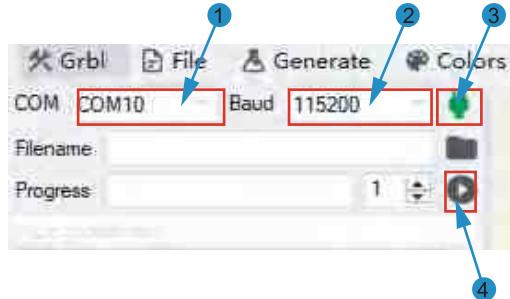 1 2 3
Grbl File Generate Colors
COM COM10 Baud 115200
Filename
Progress 1
4